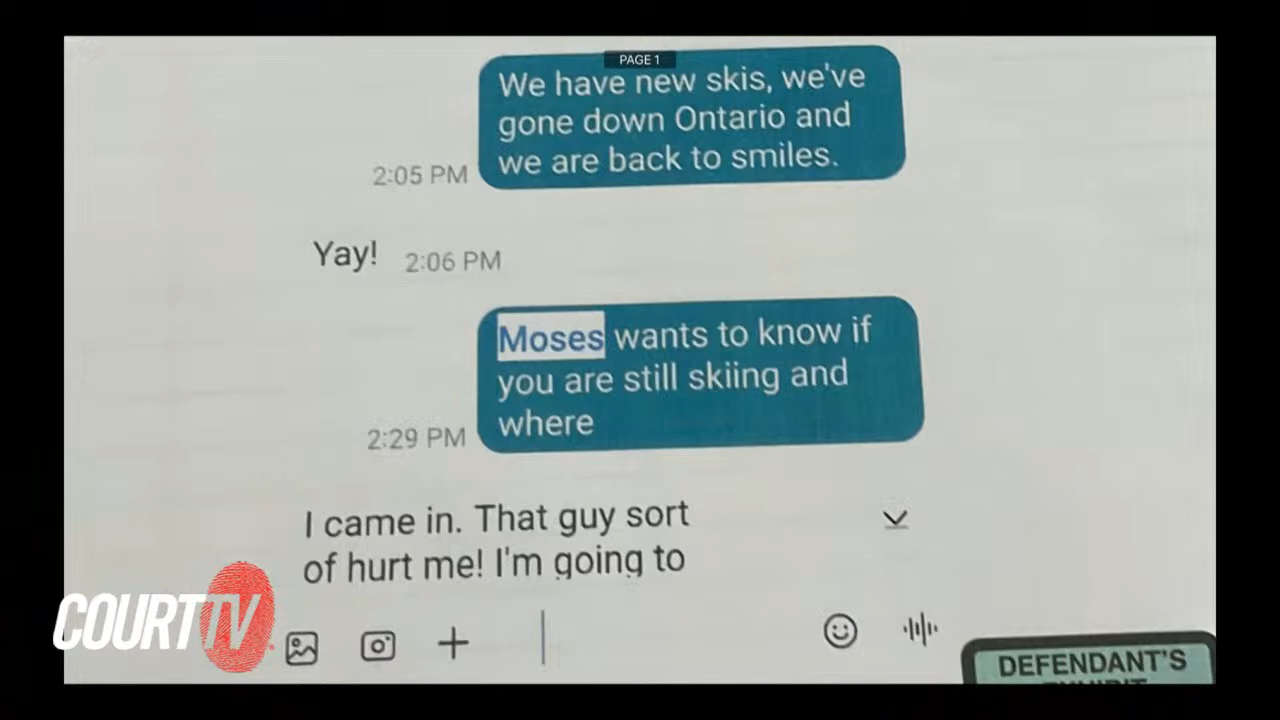 PAGE 1
We have new skis, we've
gone down Ontario and
we are back to smiles.
2:05 PM
Yay!
2:06 PM
Moses wants to know if
you are still skiing and
where
2:29 PM
I came in. That guy sort
of hurt me! I'm going to
COURT TV
DEFENDANT'S